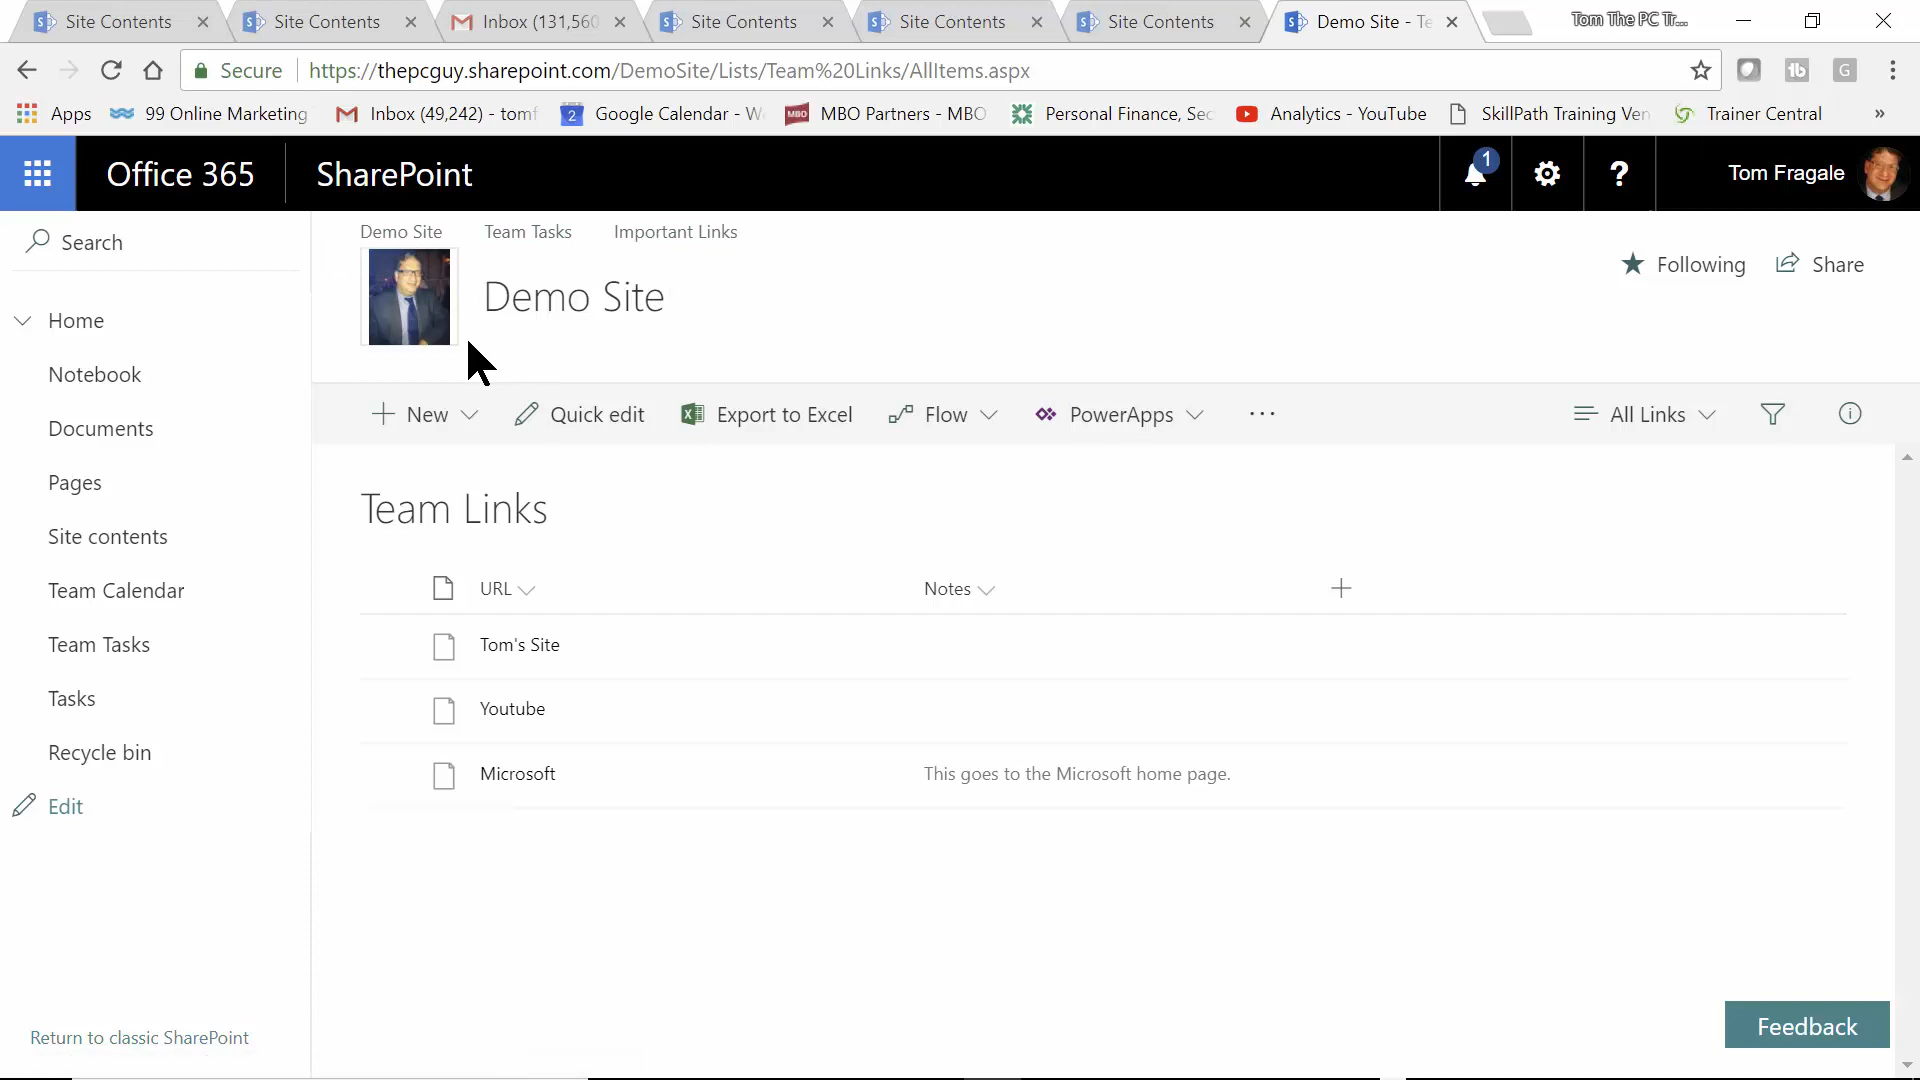 Site Contents
Site Contents
Inbox (131,560
Site Contents
Site Contents
Site Contents
Demo Site - Te
Tom The PC Tr...
Secure
https://thepcguy.sharepoint.com/DemoSite/Lists/Team%20Links/AllItems.aspx
Apps
99 Online Marketing
Inbox (49,242) - tomf
Google Calendar - W
MBO Partners - MBO
Personal Finance, Sec
Analytics - YouTube
SkillPath Training Ven
Trainer Central
»
Office 365
SharePoint
1
?
Tom Fragale
Search
Demo Site
Team Tasks
Important Links
Following
Share
Demo Site
Home
Notebook
Documents
Pages
Site contents
Team Calendar
Team Tasks
Tasks
Recycle bin
Edit
Return to classic SharePoint
New
Quick edit
Export to Excel
Flow
PowerApps
...
All Links
Team Links
URL
Notes
Tom's Site
Youtube
Microsoft
This goes to the Microsoft home page.
Feedback